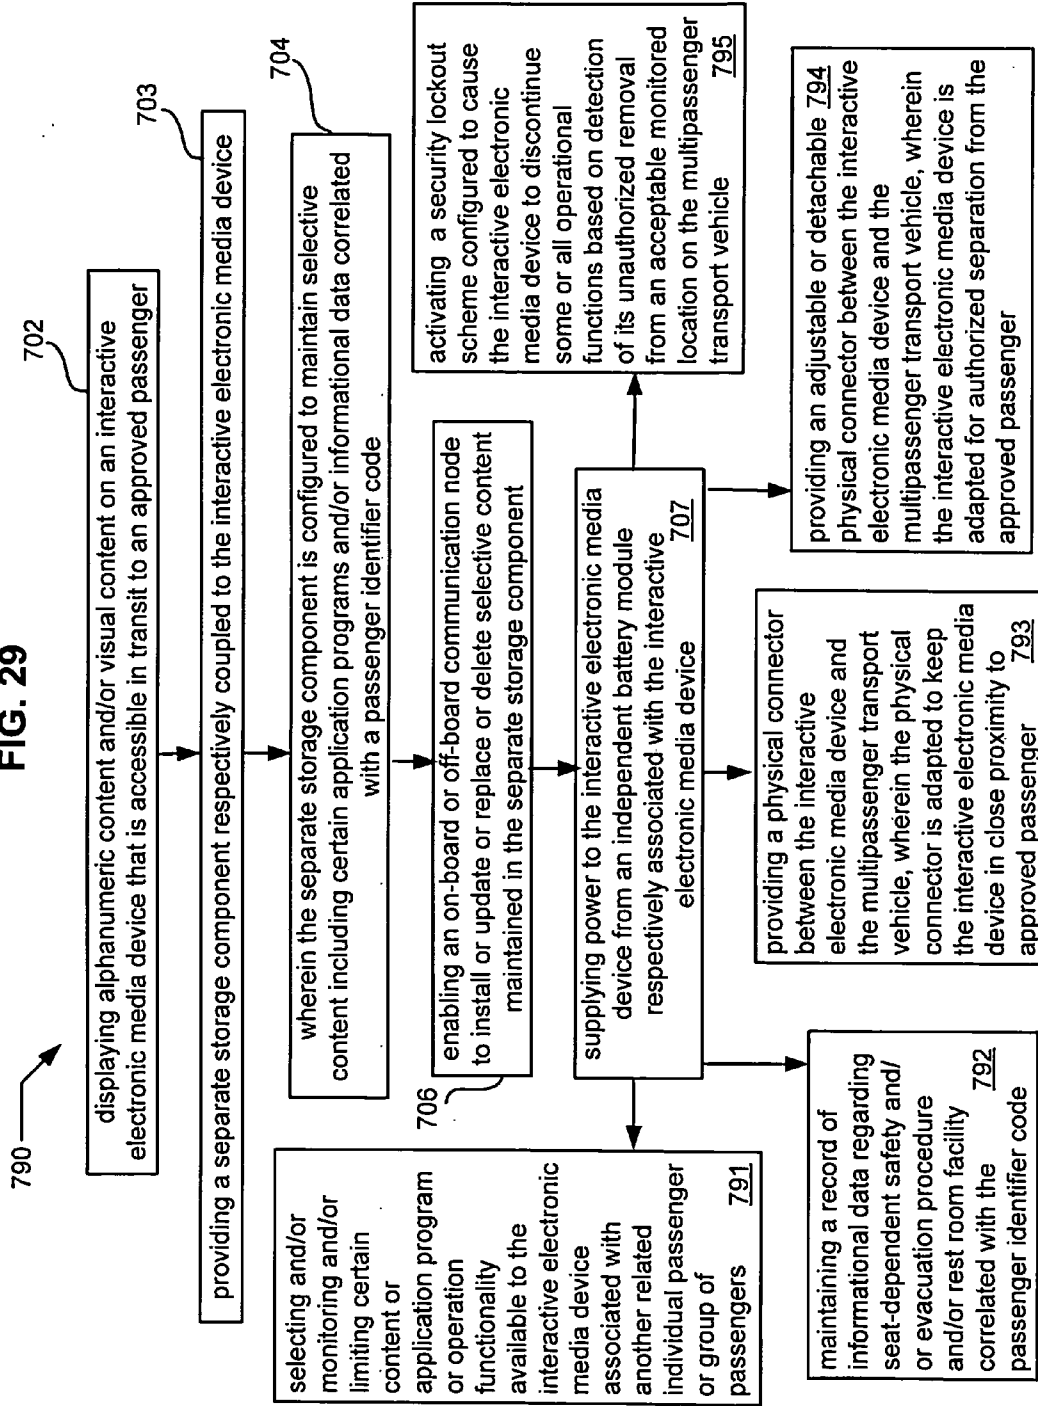 FIG. 29
790
702
displaying alphanumeric content and/or visual content on an interactive
electronic media device that is accessible in transit to an approved passenger
703
providing a separate storage component respectively coupled to the interactive electronic media device
704
wherein the separate storage component is configured to maintain selective
content including certain application programs and/or informational data correlated
with a passenger identifier code
706
enabling an on-board or off-board communication node
to install or update or replace or delete selective content
maintained in the separate storage component
supplying power to the interactive electronic media
device from an independent battery module
respectively associated with the interactive
electronic media device 707
selecting and/or
monitoring and/or
limiting certain
content or
application program
or operation
functionality
available to the
interactive electronic
media device
associated with
another related
individual passenger
or group of
passengers 791
maintaining a record of
informational data regarding
seat-dependent safety and/
or evacuation procedure
and/or rest room facility
correlated with the 792
passenger identifier code
providing a physical connector
between the interactive
electronic media device and
the multipassenger transport
vehicle, wherein the physical
connector is adapted to keep
the interactive electronic media
device in close proximity to
approved passenger 793
providing an adjustable or detachable 794
physical connector between the interactive
electronic media device and the
multipassenger transport vehicle, wherein
the interactive electronic media device is
adapted for authorized separation from the
approved passenger
activating a security lockout
scheme configured to cause
the interactive electronic
media device to discontinue
some or all operational
functions based on detection
of its unauthorized removal
from an acceptable monitored
location on the multipassenger
transport vehicle 795